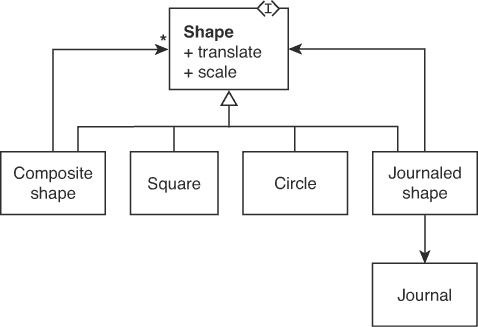 I
Shape
*
+ translate
+ scale
Composite
shape
Square
Circle
Journaled
shape
Journal